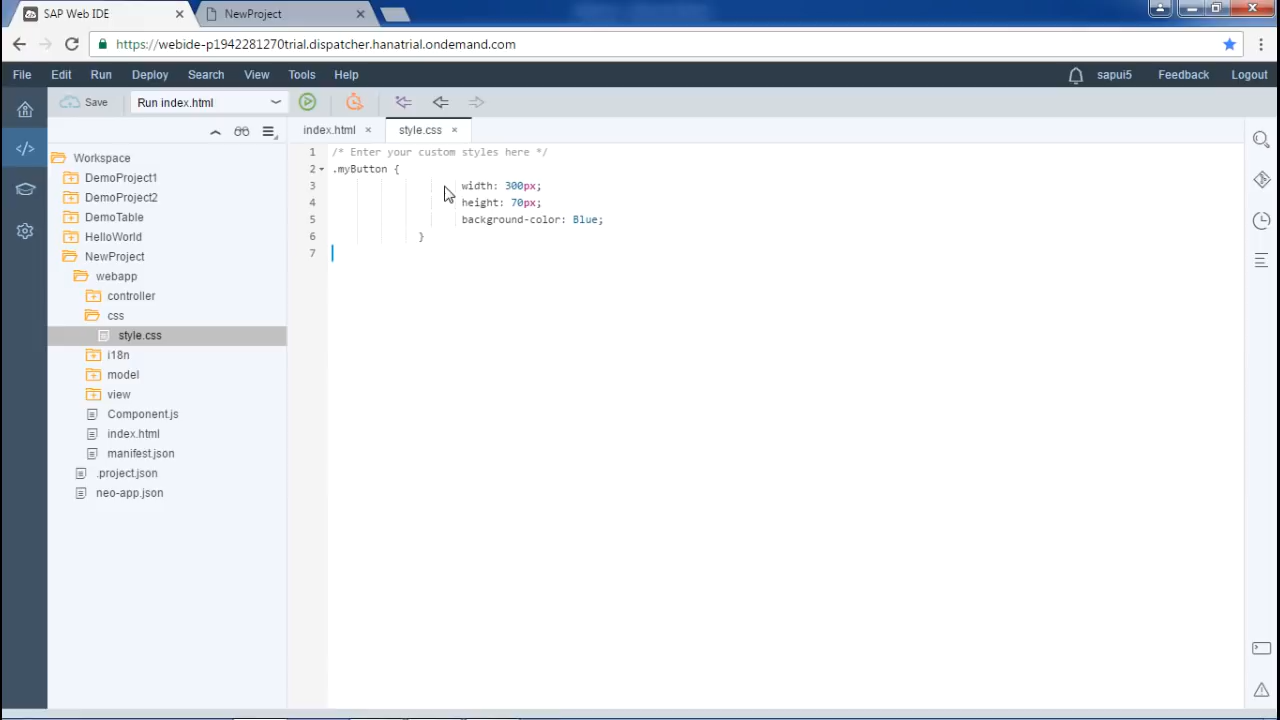 SAP Web IDE
NewProject
https://webide-p1942281270trial.dispatcher.hanatrial.ondemand.com
File Edit Run Deploy Search View Tools Help
sapui5 Feedback Logout
Save
Run index.html
index.html
style.css
Workspace
DemoProject1
DemoProject2
DemoTable
HelloWorld
NewProject
webapp
controller
css
style.css
i18n
model
view
Component.js
index.html
manifest.json
.project.json
neo-app.json
1 /* Enter your custom styles here */
2 .myButton {
3 width: 300px;
4 height: 70px;
5 background-color: Blue;
6 }
7